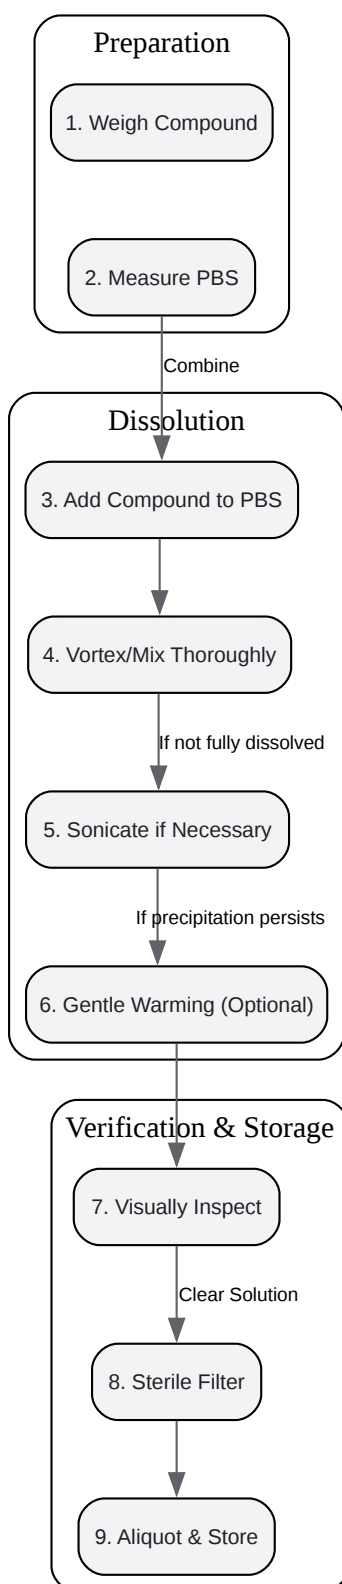 Preparation
1. Weigh Compound
2. Measure PBS
Combine
Dissolution
3. Add Compound to PBS
4. Vortex/Mix Thoroughly
If not fully dissolved
5. Sonicate if Necessary
If precipitation persists
6. Gentle Warming (Optional)
Verification & Storage
7. Visually Inspect
Clear Solution
8. Sterile Filter
9. Aliquot & Store